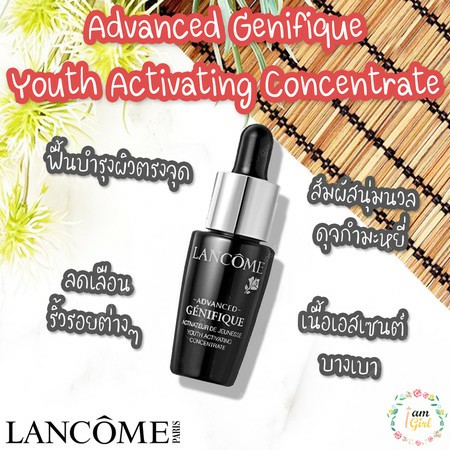 Advanced Genifique
Youth Activating Concentrate
ฟื้นบำรุงผิวตรงจุด
สัมผัสนุ่มนวล
ดุจกำมะหยี่
ลดเลือน
ริ้วรอยต่างๆ
เนื้อเอสเซนต์
บางเบา
LANCÔME
-ADVANCED-
GÉNIFIQUE
ACTIVATEUR DE JEUNESSE
YOUTH ACTIVATING
CONCENTRATE
LANCÔME
PARIS
I am
Girl